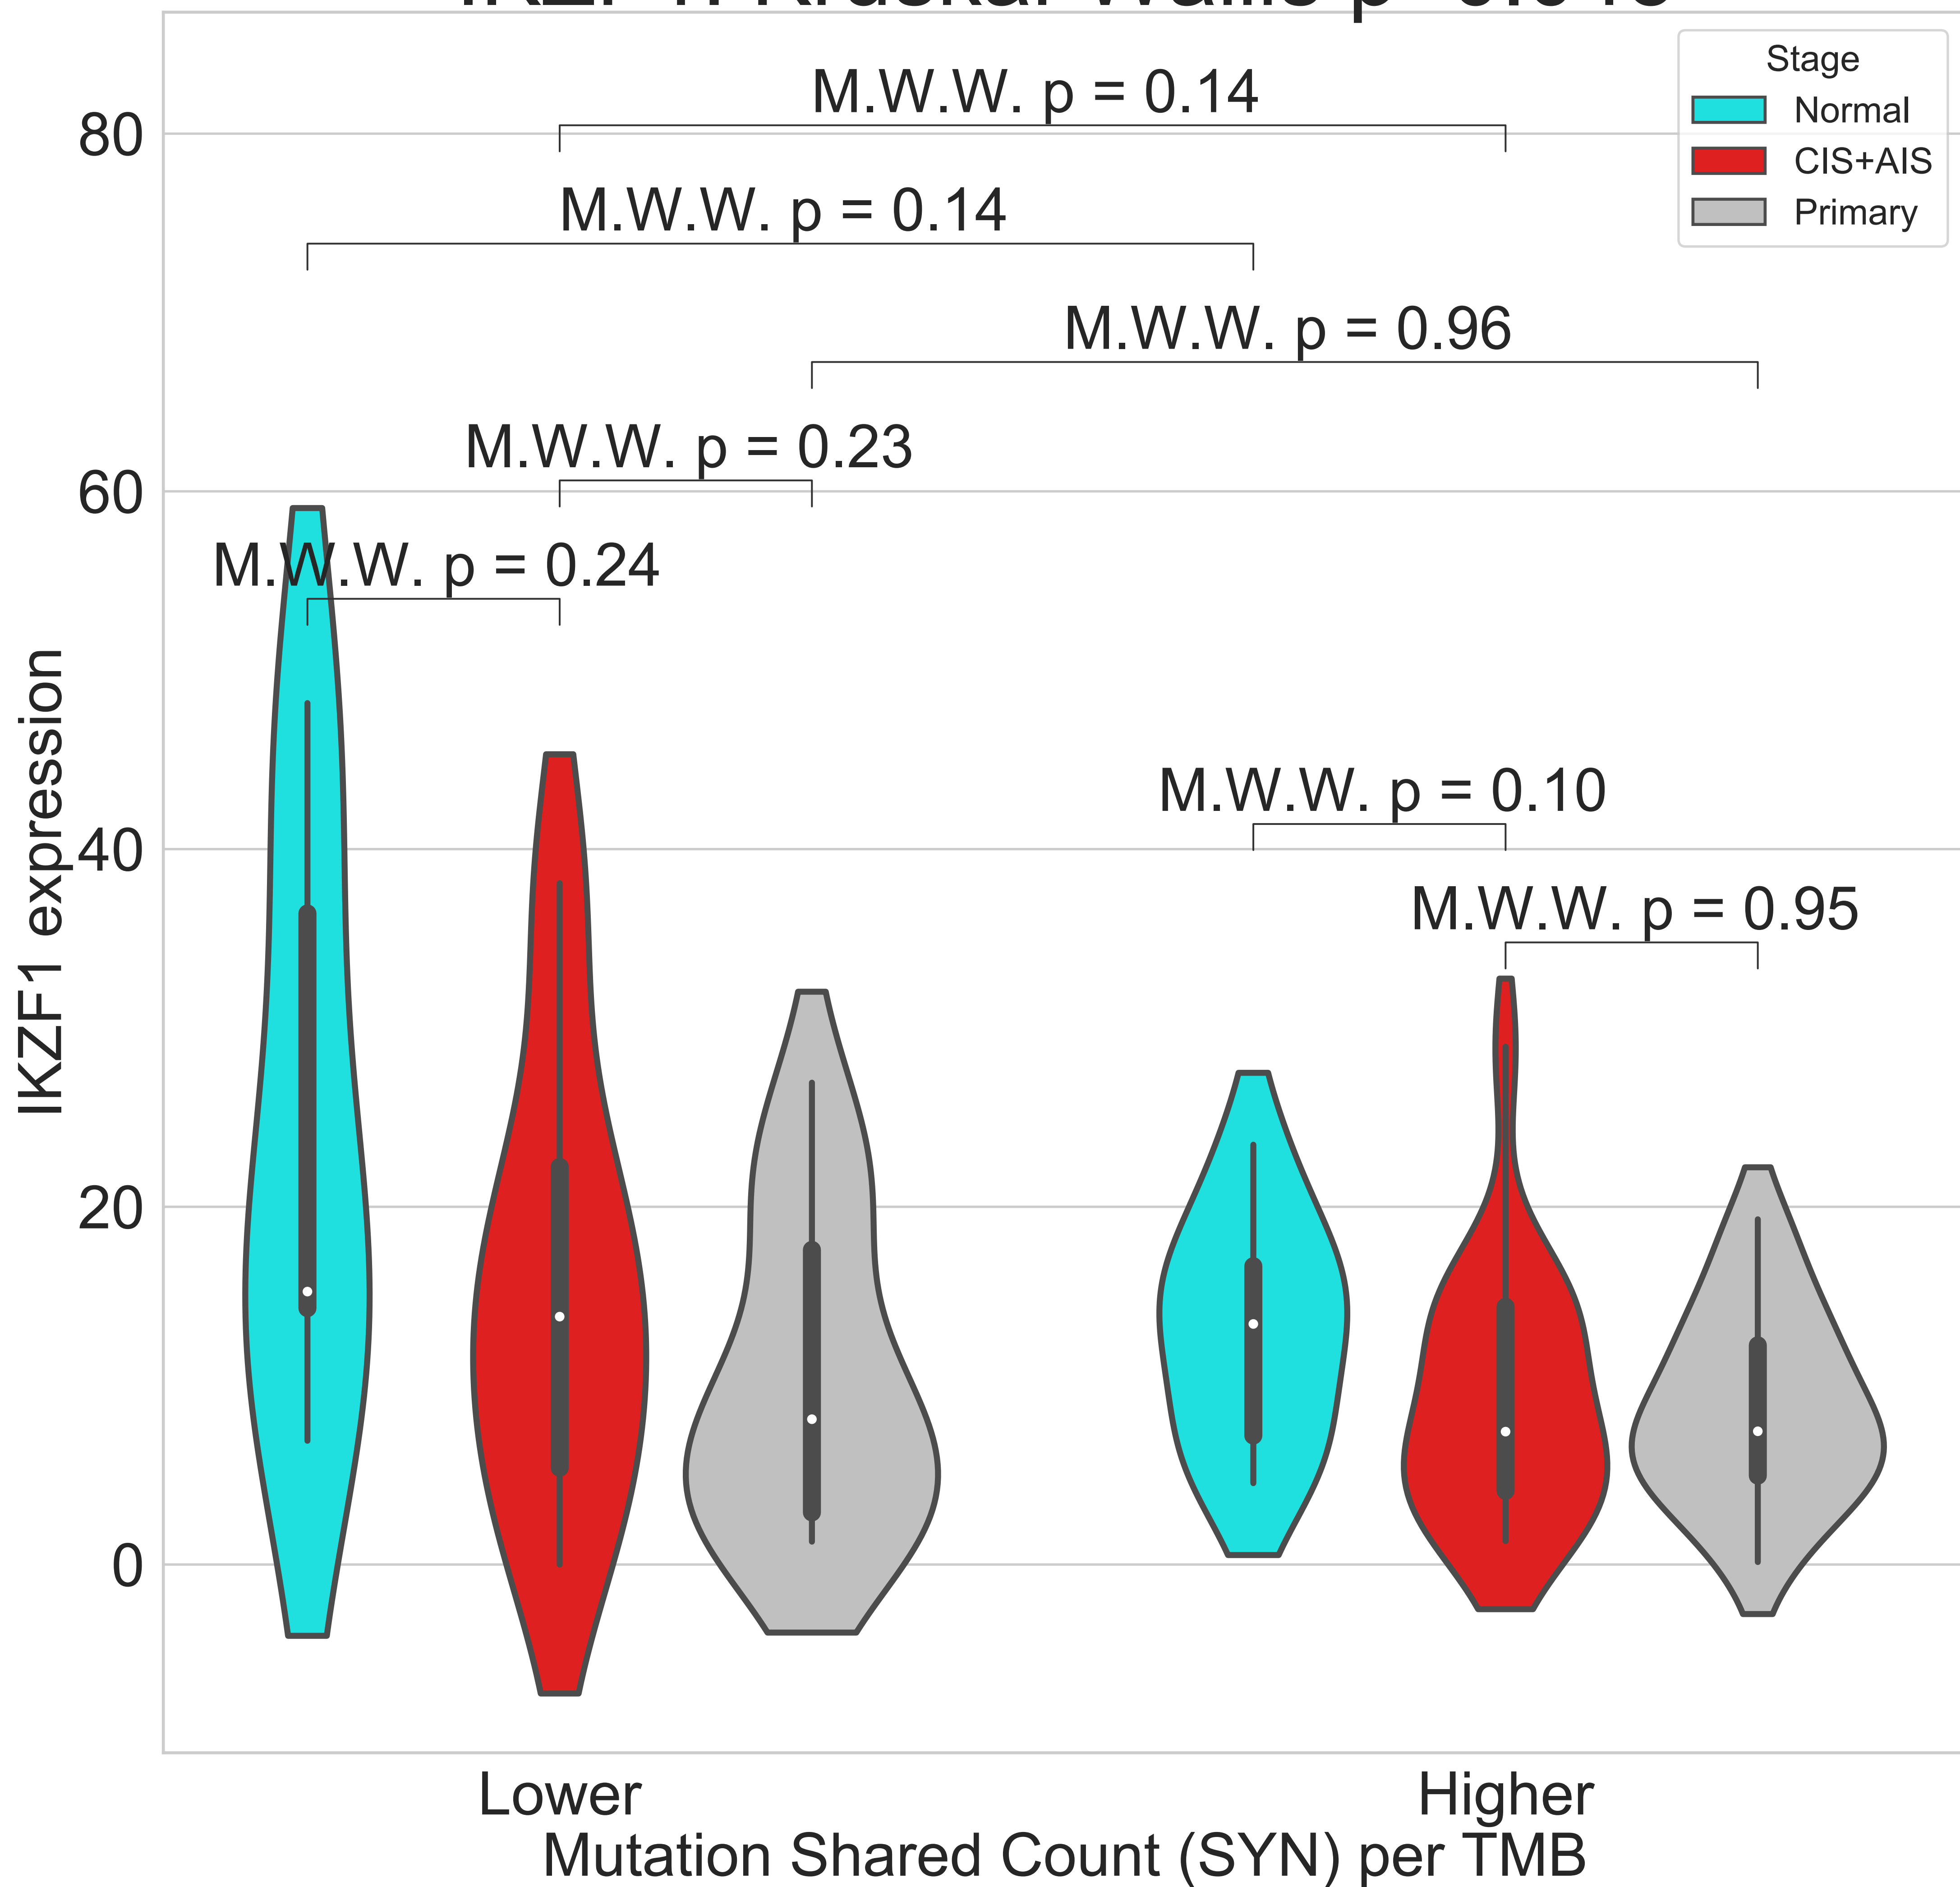 Stage
Normal
CIS+AIS
Primary
M.W.W. p = 0.14
M.W.W. p = 0.14
M.W.W. p = 0.96
M.W.W. p = 0.23
M.W.W. p = 0.24
M.W.W. p = 0.10
M.W.W. p = 0.95
IKZF1 expression
80
60
40
20
0
Lower
Higher
Mutation Shared Count (SYN) per TMB